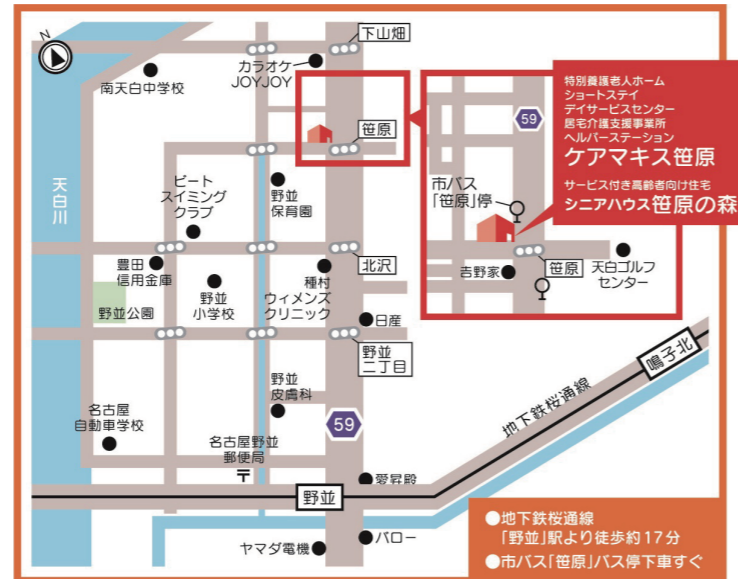 N
下山畑
カラオケ
JOYJOY
南天白中学校
笹原
天白川
ビート
スイミング
クラブ
野並
保育園
北沢
豊田
信用金庫
野並
小学校
種村
ウィメンズ
クリニック
野並公園
日産
野並
二丁目
野並
皮膚科
59
名古屋
自動車学校
名古屋野並
郵便局
〒
愛昇殿
野並
地下鉄桜通線
鳴子北
ヤマダ電機
バロー
59
市バス
「笹原」停
吉野家
笹原
天白ゴルフ
センター
特別養護老人ホーム
ショートステイ
デイサービスセンター
居宅介護支援事業所
ヘルパーステーション
ケアマキス笹原
サービス付き高齢者向け住宅
シニアハウス笹原の森
●地下鉄桜通線
「野並」駅より徒歩約17分
●市バス「笹原」バス停下車すぐ